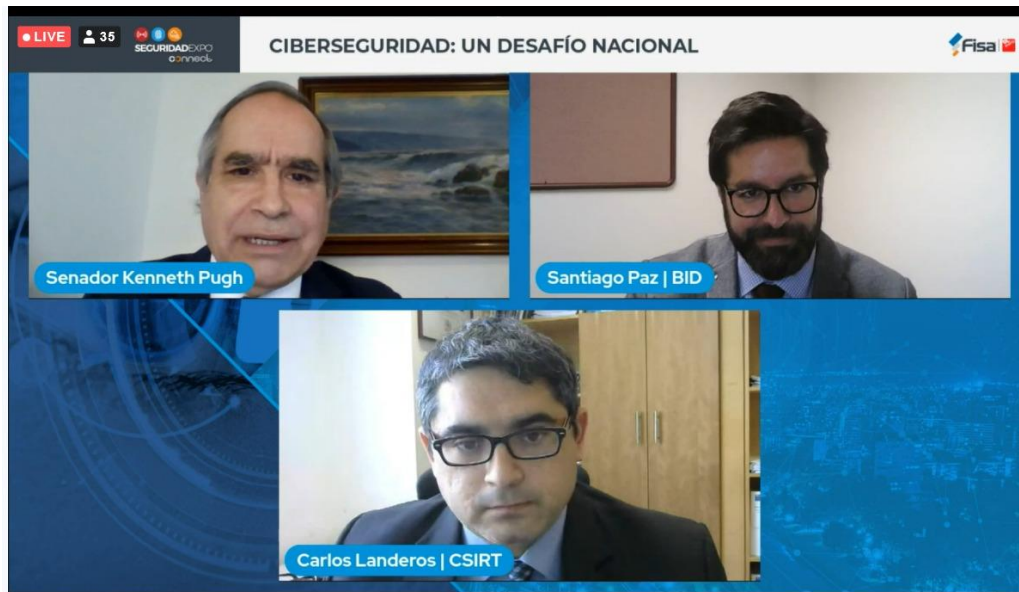 LIVE
35
SEGURIDADEXPO
connect
CIBERSEGURIDAD: UN DESAFÍO NACIONAL
Fisa
Senador Kenneth Pugh
Santiago Paz | BID
Carlos Landeros | CSIRT